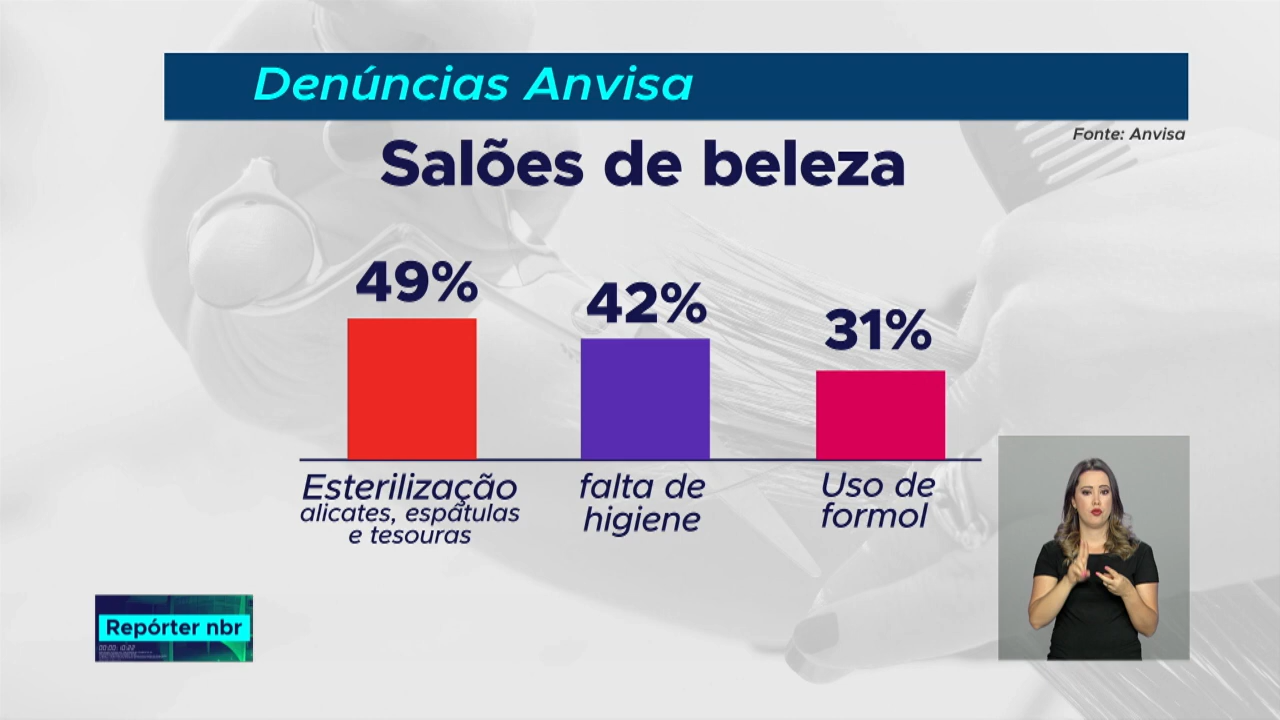 Denúncias Anvisa
Fonte: Anvisa
Salões de beleza
49%
42%
31%
Esterilização
alicates, espátulas
e tesouras
falta de
higiene
Uso de
formol
Repórter nbr